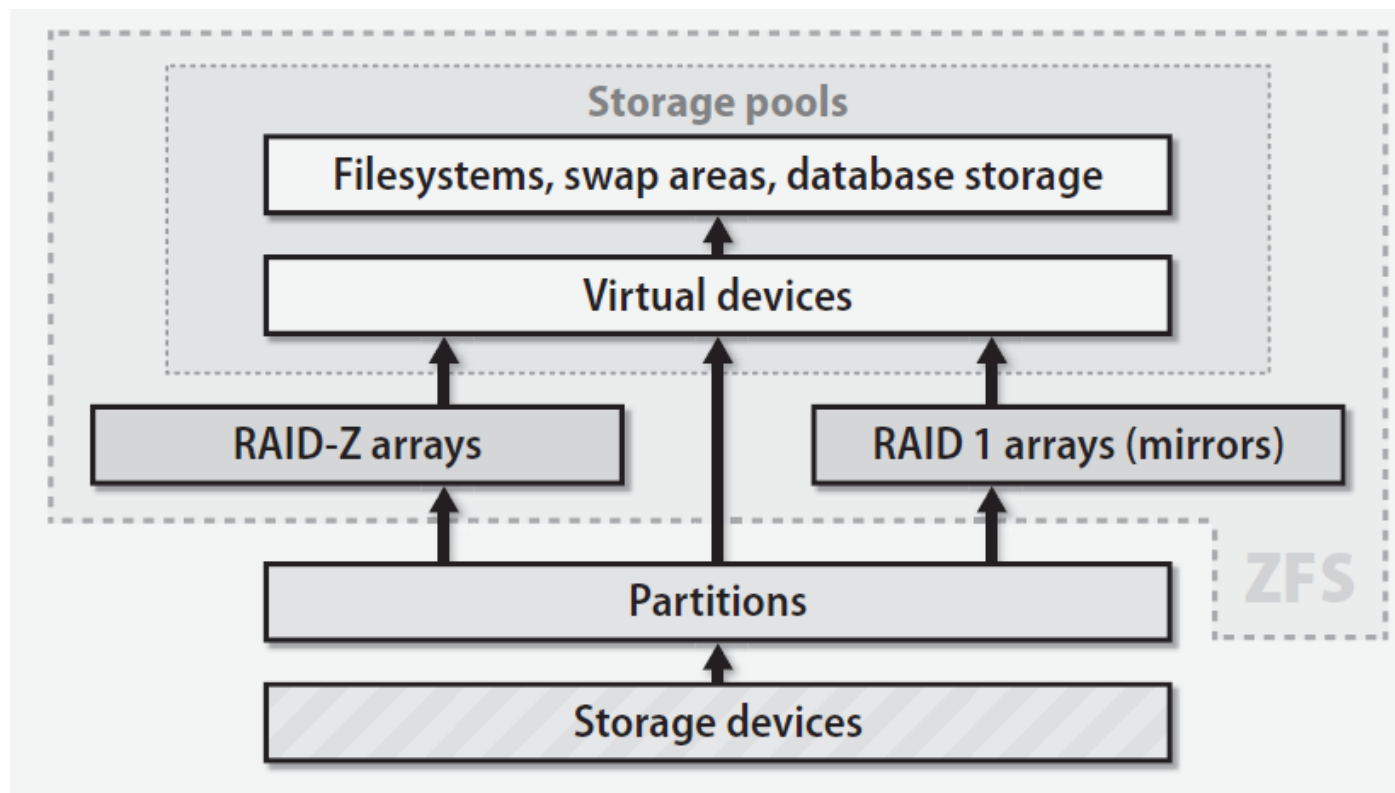 Storage pools
Filesystems, swap areas, database storage
Virtual devices
RAID-Z arrays
RAID 1 arrays (mirrors)
ZFS
Partitions
Storage devices